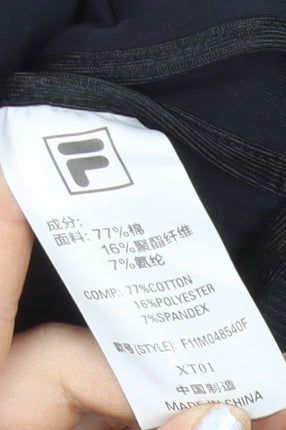 F
成分:
面料: 77%棉
16%聚酯纤维
7%氨纶
COMP.: 77%COTTON
16%POLYESTER
7%SPANDEX
款号(STYLE): F11M048540F
XT01
中国制造
MADE IN CHINA